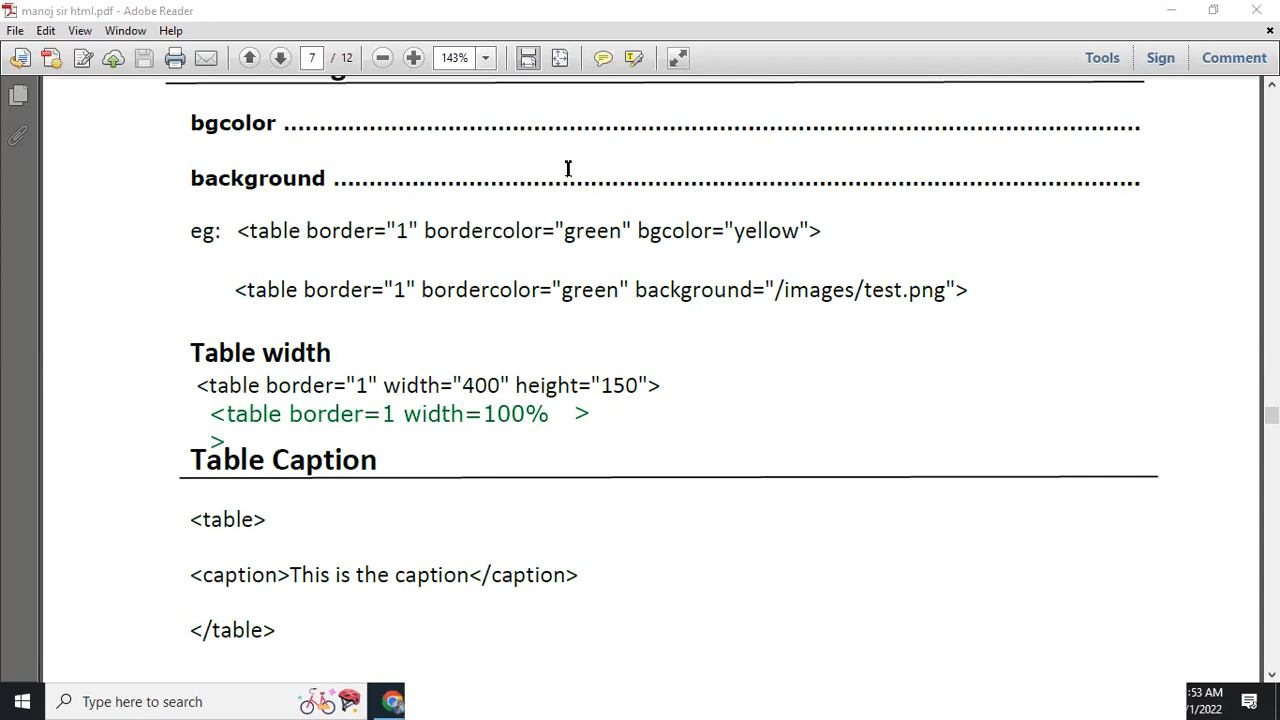 manoj sir html.pdf - Adobe Reader
File Edit View Window Help
7 / 12 143% Tools Sign Comment
bgcolor ........................................................................................................................
background .................................................................................................................
eg: <table border="1" bordercolor="green" bgcolor="yellow">
<table border="1" bordercolor="green" background="/images/test.png">
Table width
<table border="1" width="400" height="150">
<table border=1 width=100% >
>
Table Caption
<table>
<caption>This is the caption</caption>
</table>
Type here to search
:53 AM
/1/2022